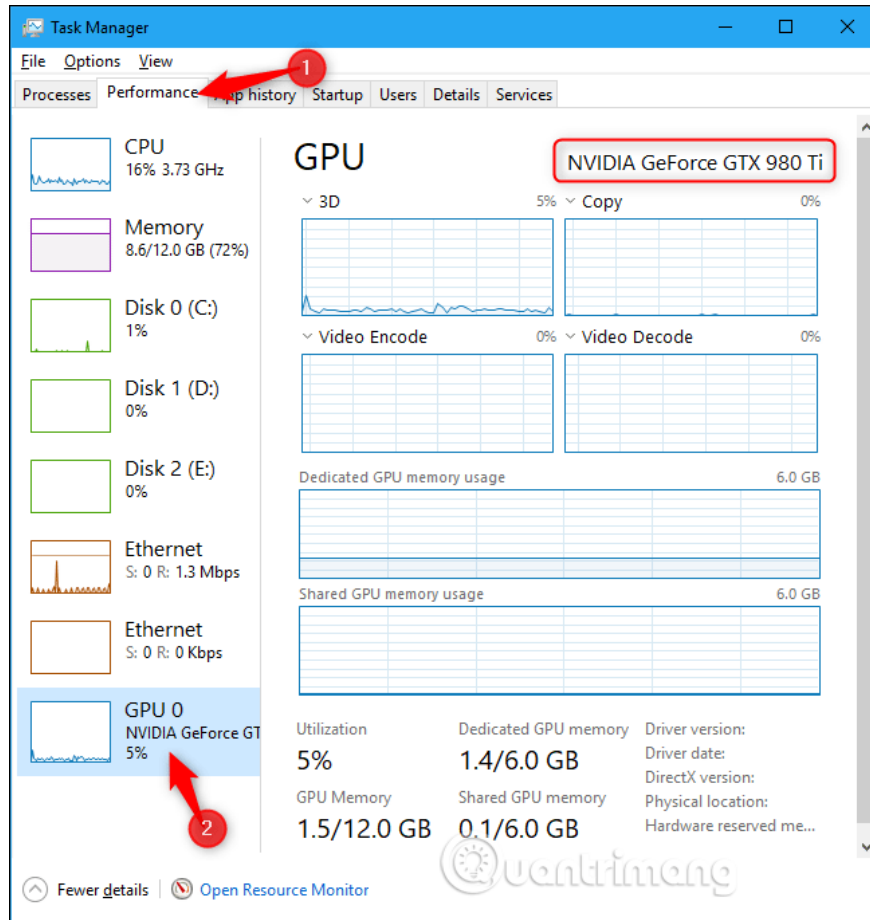 Task Manager
File Options View
1
Processes Performance App history Startup Users Details Services
CPU
16% 3.73 GHz
Memory
8.6/12.0 GB (72%)
Disk 0 (C:)
1%
Disk 1 (D:)
0%
Disk 2 (E:)
0%
Ethernet
S: 0 R: 1.3 Mbps
Ethernet
S: 0 R: 0 Kbps
GPU 0
NVIDIA GeForce GT
5%
2
GPU NVIDIA GeForce GTX 980 Ti
3D 5% Copy 0%
Video Encode 0% Video Decode 0%
Dedicated GPU memory usage 6.0 GB
Shared GPU memory usage 6.0 GB
Utilization Dedicated GPU memory Driver version:
5% 1.4/6.0 GB Driver date:
DirectX version:
GPU Memory Shared GPU memory Physical location:
1.5/12.0 GB 0.1/6.0 GB Hardware reserved me...
Quantrimang
Fewer details Open Resource Monitor